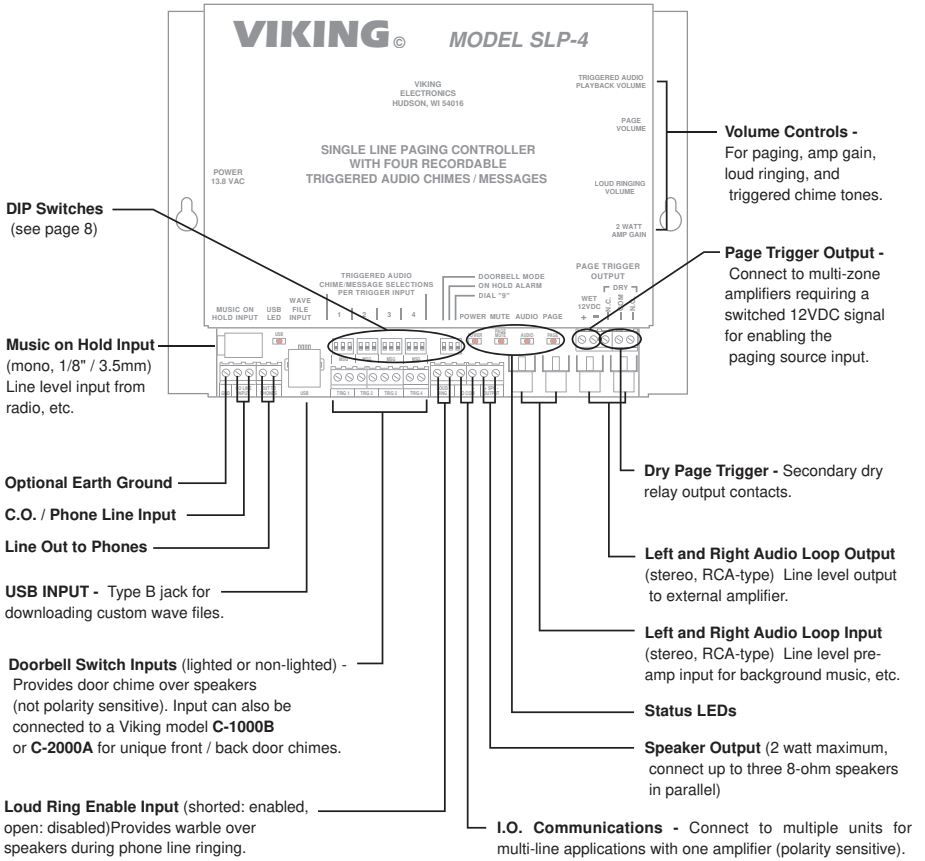 VIKING © MODEL SLP-4
VIKING
ELECTRONICS
HUDSON, WI 54016
SINGLE LINE PAGING CONTROLLER
WITH FOUR RECORDABLE
TRIGGERED AUDIO CHIMES / MESSAGES
POWER
13.8 VAC
TRIGGERED AUDIO
PLAYBACK VOLUME
PAGE
VOLUME
LOUD RINGING
VOLUME
2 WATT
AMP GAIN
Volume Controls -
For paging, amp gain,
loud ringing, and
triggered chime tones.
DIP Switches
(see page 8)
Page Trigger Output -
Connect to multi-zone
amplifiers requiring a
switched 12VDC signal
for enabling the
paging source input.
TRIGGERED AUDIO
CHIME/MESSAGE SELECTIONS
PER TRIGGER INPUT
1 2 3 4
DOORBELL MODE
ON HOLD ALARM
DIAL "9"
PAGE TRIGGER
OUTPUT
DRY
WET
12VDC
+ -
N.C.
COM
N.O.
MUSIC ON
HOLD INPUT
USB
LED
WAVE
FILE
INPUT
POWER MUTE AUDIO PAGE
USB
POWER
AUDIO
PAGE
USB
TRIG 1 TRIG 2 TRIG 3 TRIG 4
Music on Hold Input
(mono, 1/8" / 3.5mm)
Line level input from
radio, etc.
Optional Earth Ground
C.O. / Phone Line Input
Line Out to Phones
USB INPUT - Type B jack for
downloading custom wave files.
Doorbell Switch Inputs (lighted or non-lighted) -
Provides door chime over speakers
(not polarity sensitive). Input can also be
connected to a Viking model C-1000B
or C-2000A for unique front / back door chimes.
Loud Ring Enable Input (shorted: enabled,
open: disabled)Provides warble over
speakers during phone line ringing.
Dry Page Trigger - Secondary dry
relay output contacts.
Left and Right Audio Loop Output
(stereo, RCA-type) Line level output
to external amplifier.
Left and Right Audio Loop Input
(stereo, RCA-type) Line level pre-
amp input for background music, etc.
Status LEDs
Speaker Output (2 watt maximum,
connect up to three 8-ohm speakers
in parallel)
I.O. Communications - Connect to multiple units for
multi-line applications with one amplifier (polarity sensitive).